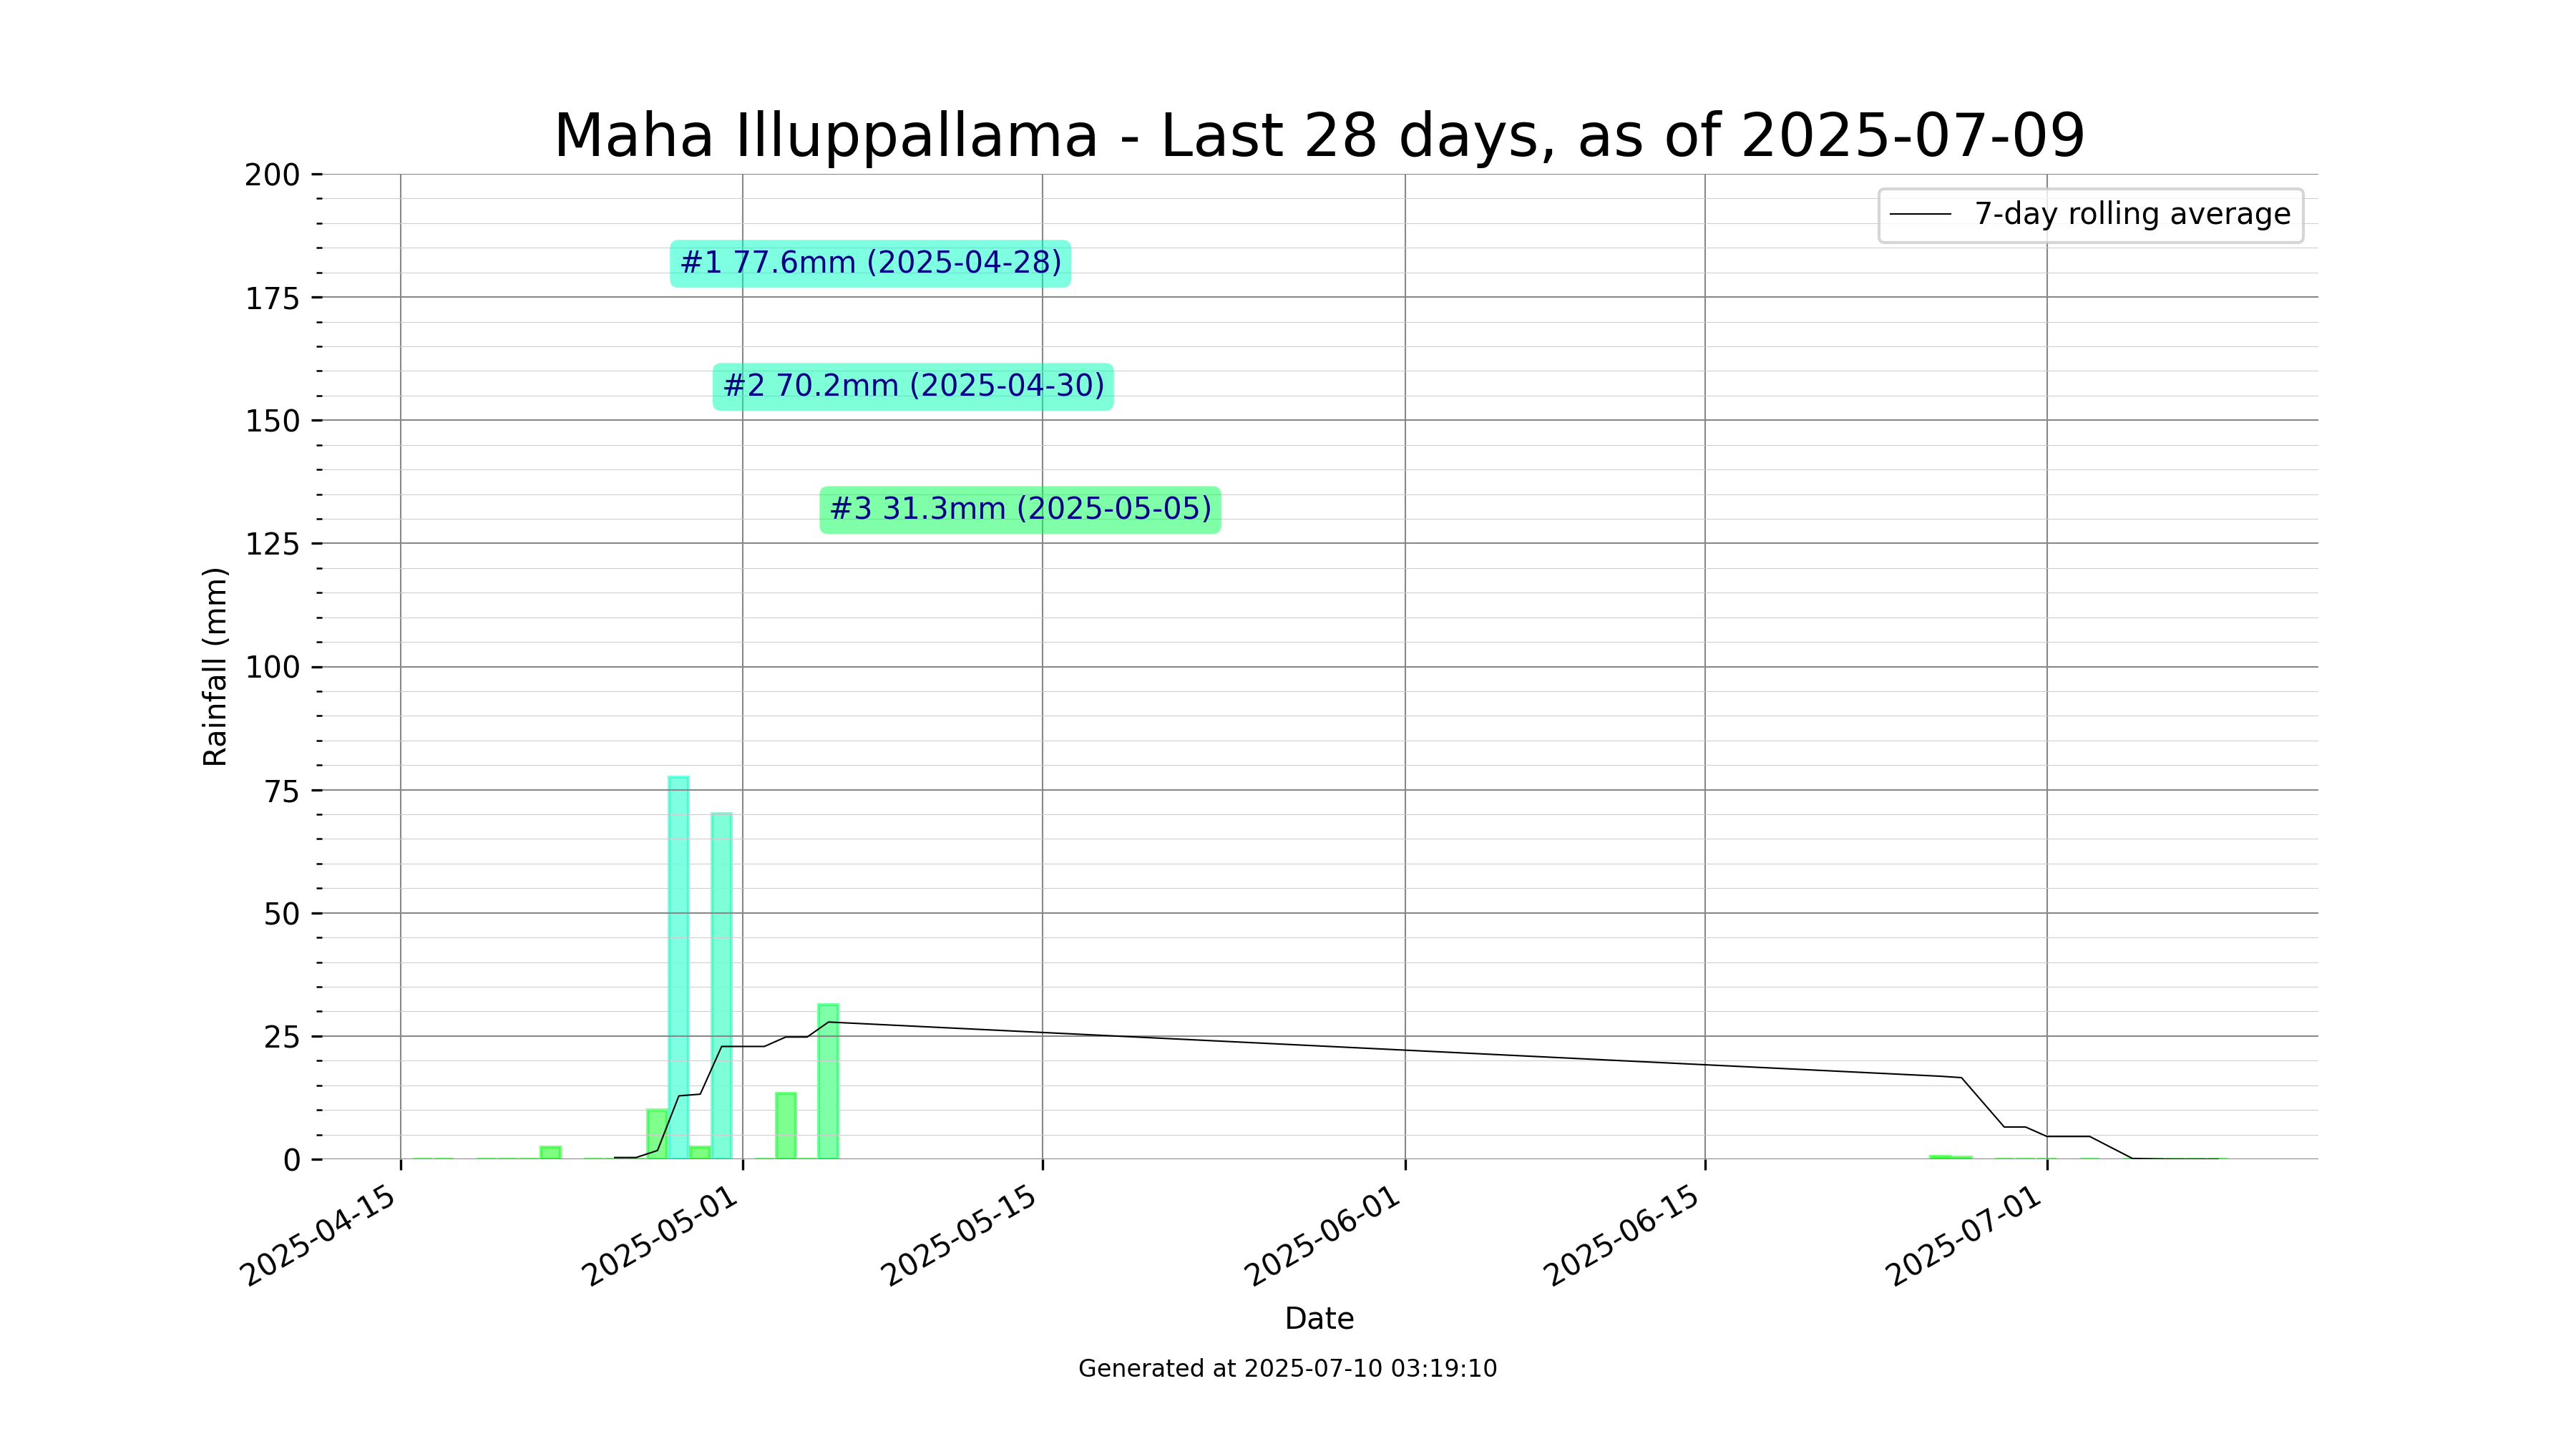 Maha Illuppallama - Last 28 days, as of 2025-07-09
200
175
150
125
100
75
50
25
0
Rainfall (mm)
7-day rolling average
#1 77.6mm (2025-04-28)
#2 70.2mm (2025-04-30)
#3 31.3mm (2025-05-05)
2025-04-15
2025-05-01
2025-05-15
2025-06-01
2025-06-15
2025-07-01
Date
Generated at 2025-07-10 03:19:10